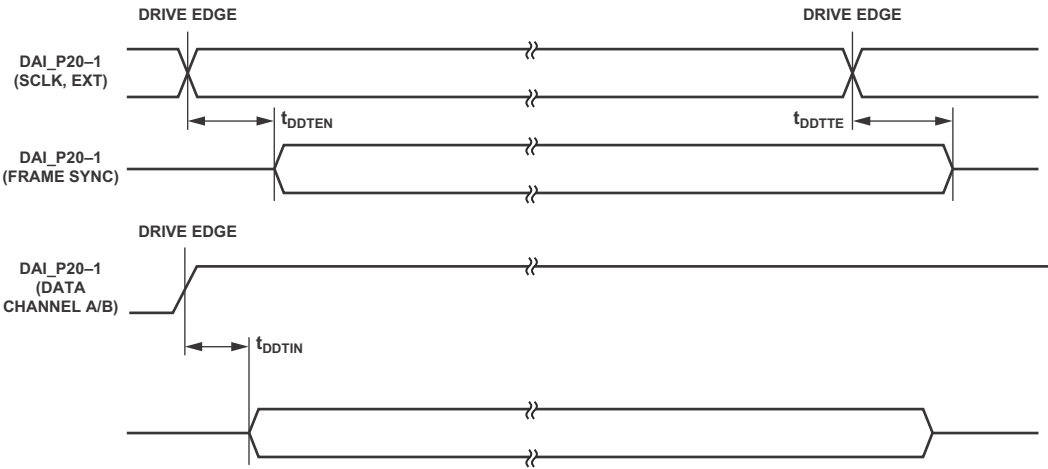 DRIVE EDGE
DRIVE EDGE
DAI_P20–1
(SCLK, EXT)
tDDTEN
tDDTTE
DAI_P20–1
(FRAME SYNC)
DRIVE EDGE
DAI_P20–1
(DATA
CHANNEL A/B)
tDDTIN